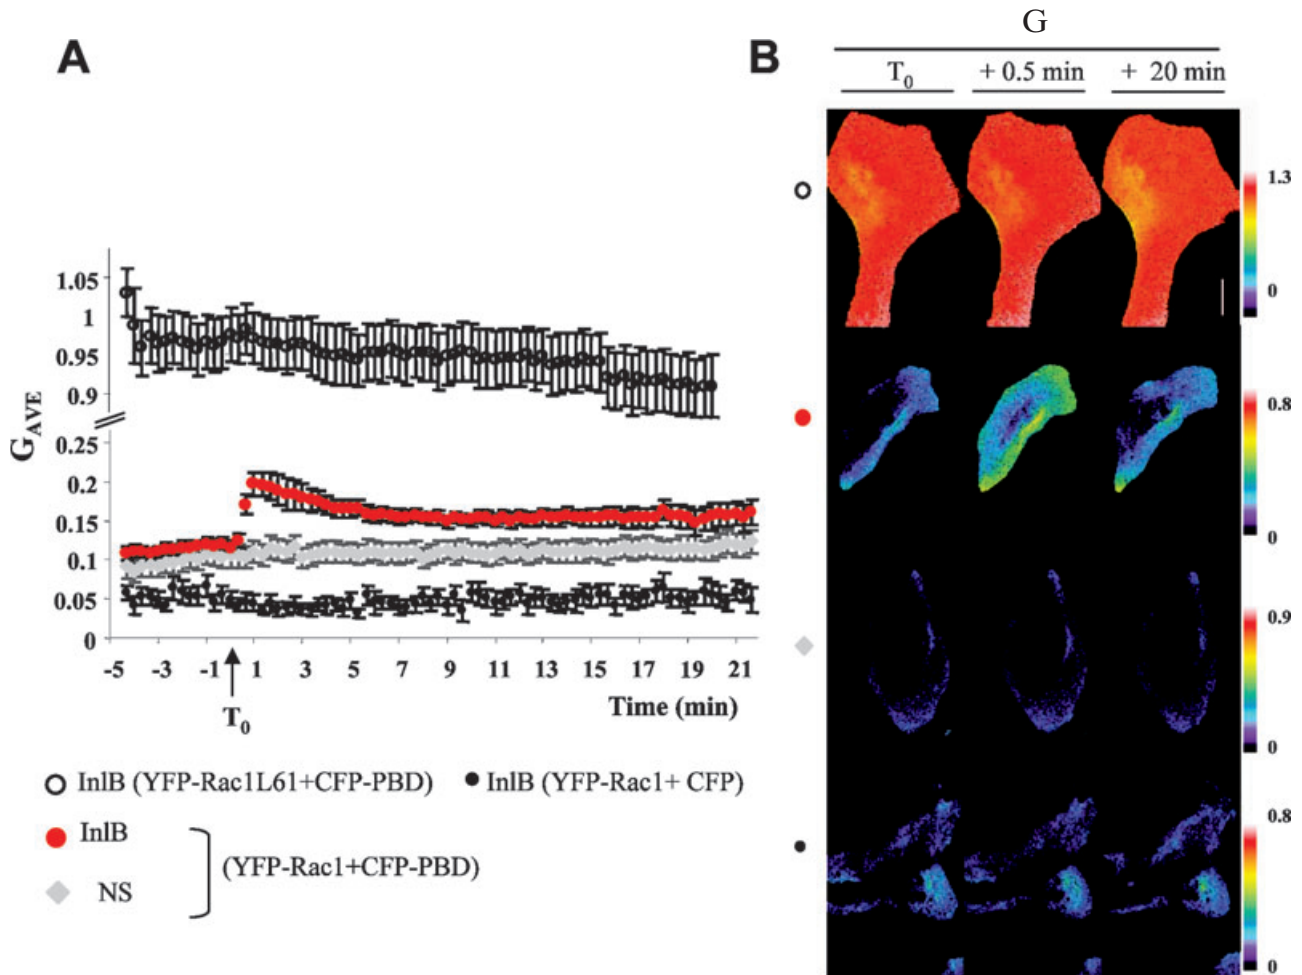 A
B
G
T0
+ 0.5 min
+ 20 min
1.3
0
0.8
0
0.9
0
0.8
0
GAVE
1.05
1
0.95
0.9
0.25
0.2
0.15
0.1
0.05
0
-5 -3 -1 1 3 5 7 9 11 13 15 17 19 21
T0
Time (min)
InlB (YFP-Rac1L61+CFP-PBD)
InlB (YFP-Rac1+ CFP)
InlB
NS
(YFP-Rac1+CFP-PBD)